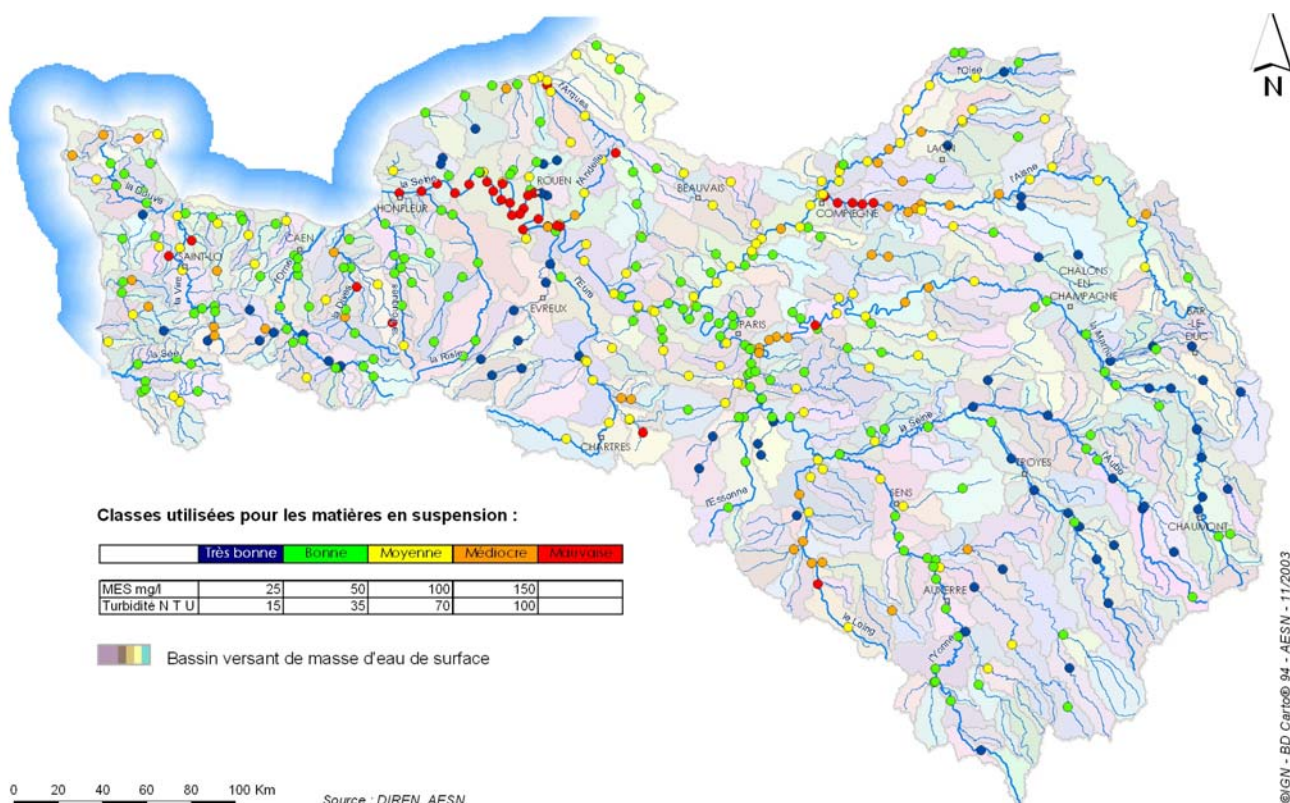 N
l'Oise
l'Arques
LAON
l'Andelle
la Seine
ROUEN
BEAUVAIS
l'Aisne
HONFLEUR
COMPIEGNE
la Douve
CAEN
SAINT-LO
la Vire
l'Orne
la Dives
la Touques
l'Eure
EVREUX
CHALONS
EN
CHAMPAGNE
PARIS
BAR
LE
DUC
la Marne
la Sée
la Risle
CHARTRES
la Seine
TROYES
l'Aube
l'Essonne
SENS
CHAUMONT
AUXERRE
le Loing
l'Yonne
Classes utilisées pour les matières en suspension :
Très bonne Bonne Moyenne Médiocre Mauvaise
MES mg/l 25 50 100 150
Turbidité N T U 15 35 70 100
Bassin versant de masse d'eau de surface
0 20 40 60 80 100 Km
Source : DIREN, AESN
©IGN - BD Carto® 94 - AESN - 11/2003